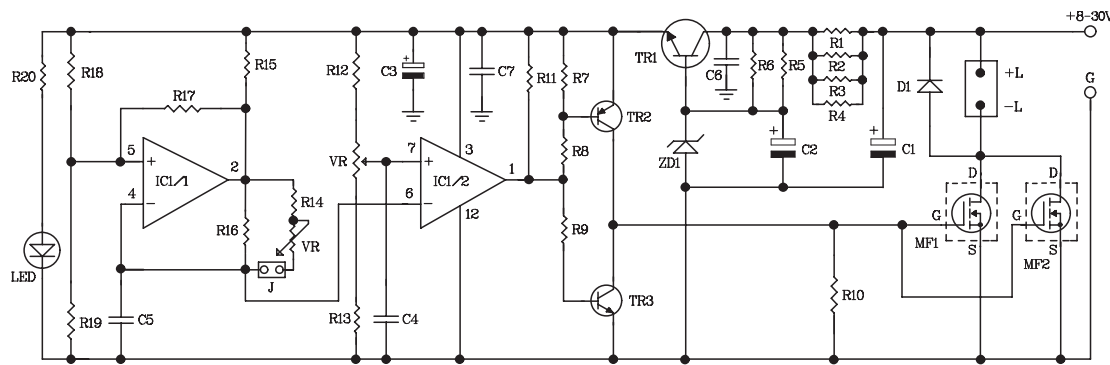 +8-30V
R20
R18
R15
R12
C3
+
C7
R11
R7
TR1
C6
R6
R5
R1
R2
R3
R4
D1
+L
-L
G
R17
5
+
2
IC1/1
4
-
R14
VR
J
R16
LED
R19
C5
VR
7
+
3
1
IC1/2
6
-
12
R13
C4
TR2
R8
R9
TR3
ZD1
+
C2
+
C1
D
G
S
MF1
D
G
S
MF2
R10